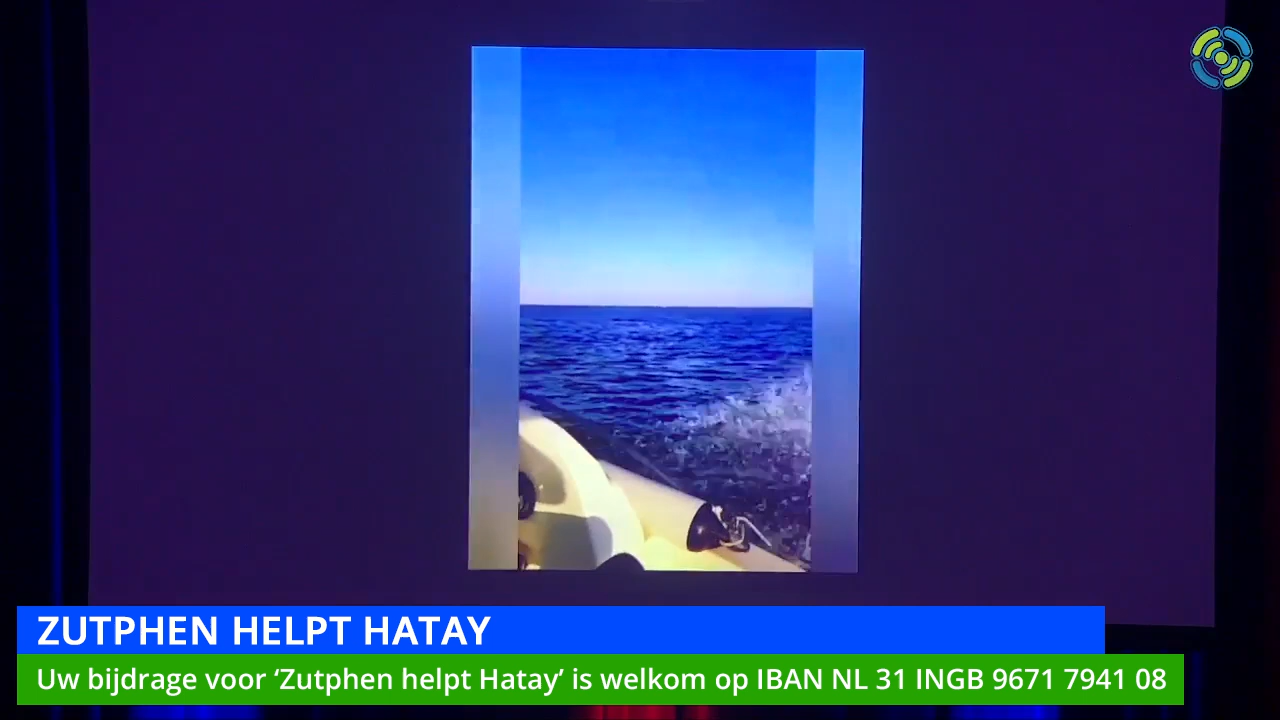 ZUTPHEN HELPT HATAY
Uw bijdrage voor ‘Zutphen helpt Hatay’ is welkom op IBAN NL 31 INGB 9671 7941 08